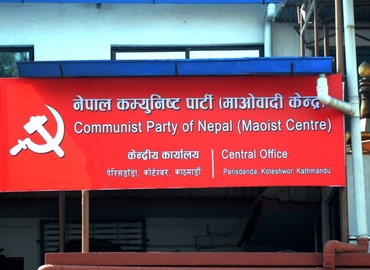 नेपाल कम्युनिष्ट पार्टी (माओवादी केन्द्र)
Communist Party of Nepal (Maoist Centre)
केन्द्रीय कार्यालय
पेरिसडाँडा, कोटेश्वर, काठमाडौं
Central Office
Parisdanda, Koteshwor, Kathmandu